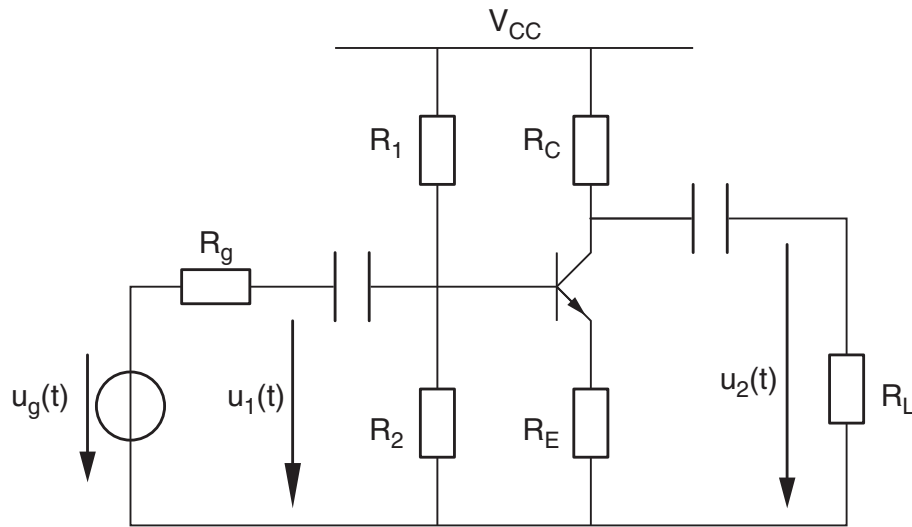 V_CC
R_1
R_C
R_g
u_g(t)
u_1(t)
R_2
R_E
u_2(t)
R_L